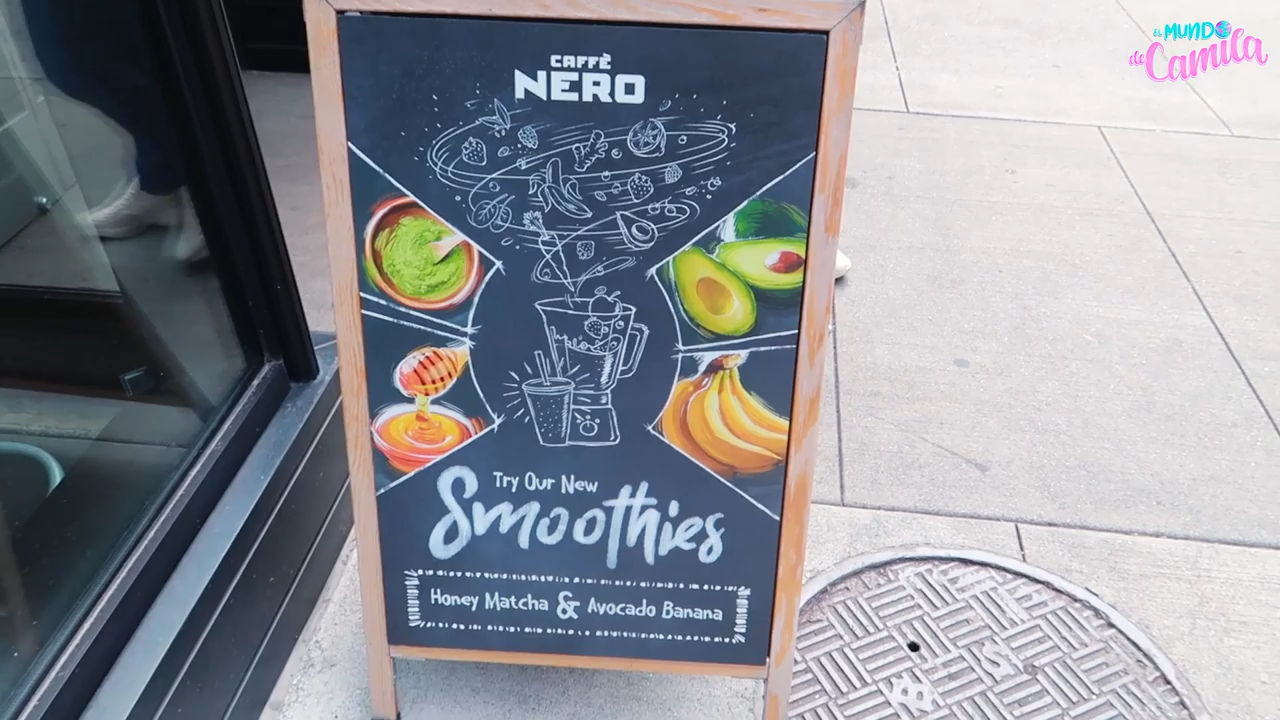 EL MUNDO
de Camila
CAFFÈ
NERO
Try Our New
Smoothies
Honey Matcha & Avocado Banana